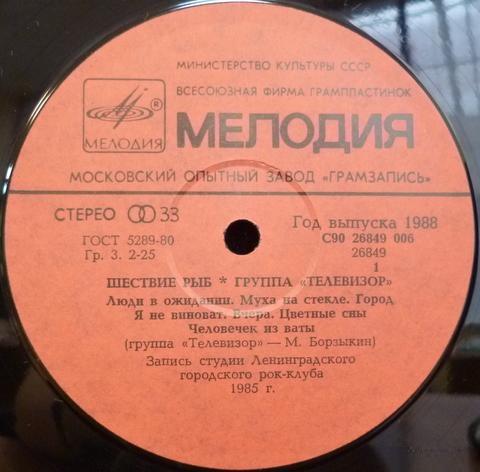 МИНИСТЕРСТВО КУЛЬТУРЫ СССР
ВСЕСОЮЗНАЯ ФИРМА ГРАМПЛАСТИНОК
® МЕЛОДИЯ
МЕЛОДИЯ
МОСКОВСКИЙ ОПЫТНЫЙ ЗАВОД «ГРАМЗАПИСЬ»
СТЕРЕО 33
Год выпуска 1988
ГОСТ 5289-80
С90 26849 006
Гр. 3. 2-25
26849
1
ШЕСТВИЕ РЫБ * ГРУППА «ТЕЛЕВИЗОР»
Люди в ожидании. Муха на стекле. Город
Я не виноват. Вчера. Цветные сны
Человечек из ваты
(группа «Телевизор» — М. Борзыкин)
Запись студии Ленинградского
городского рок-клуба
1985 г.